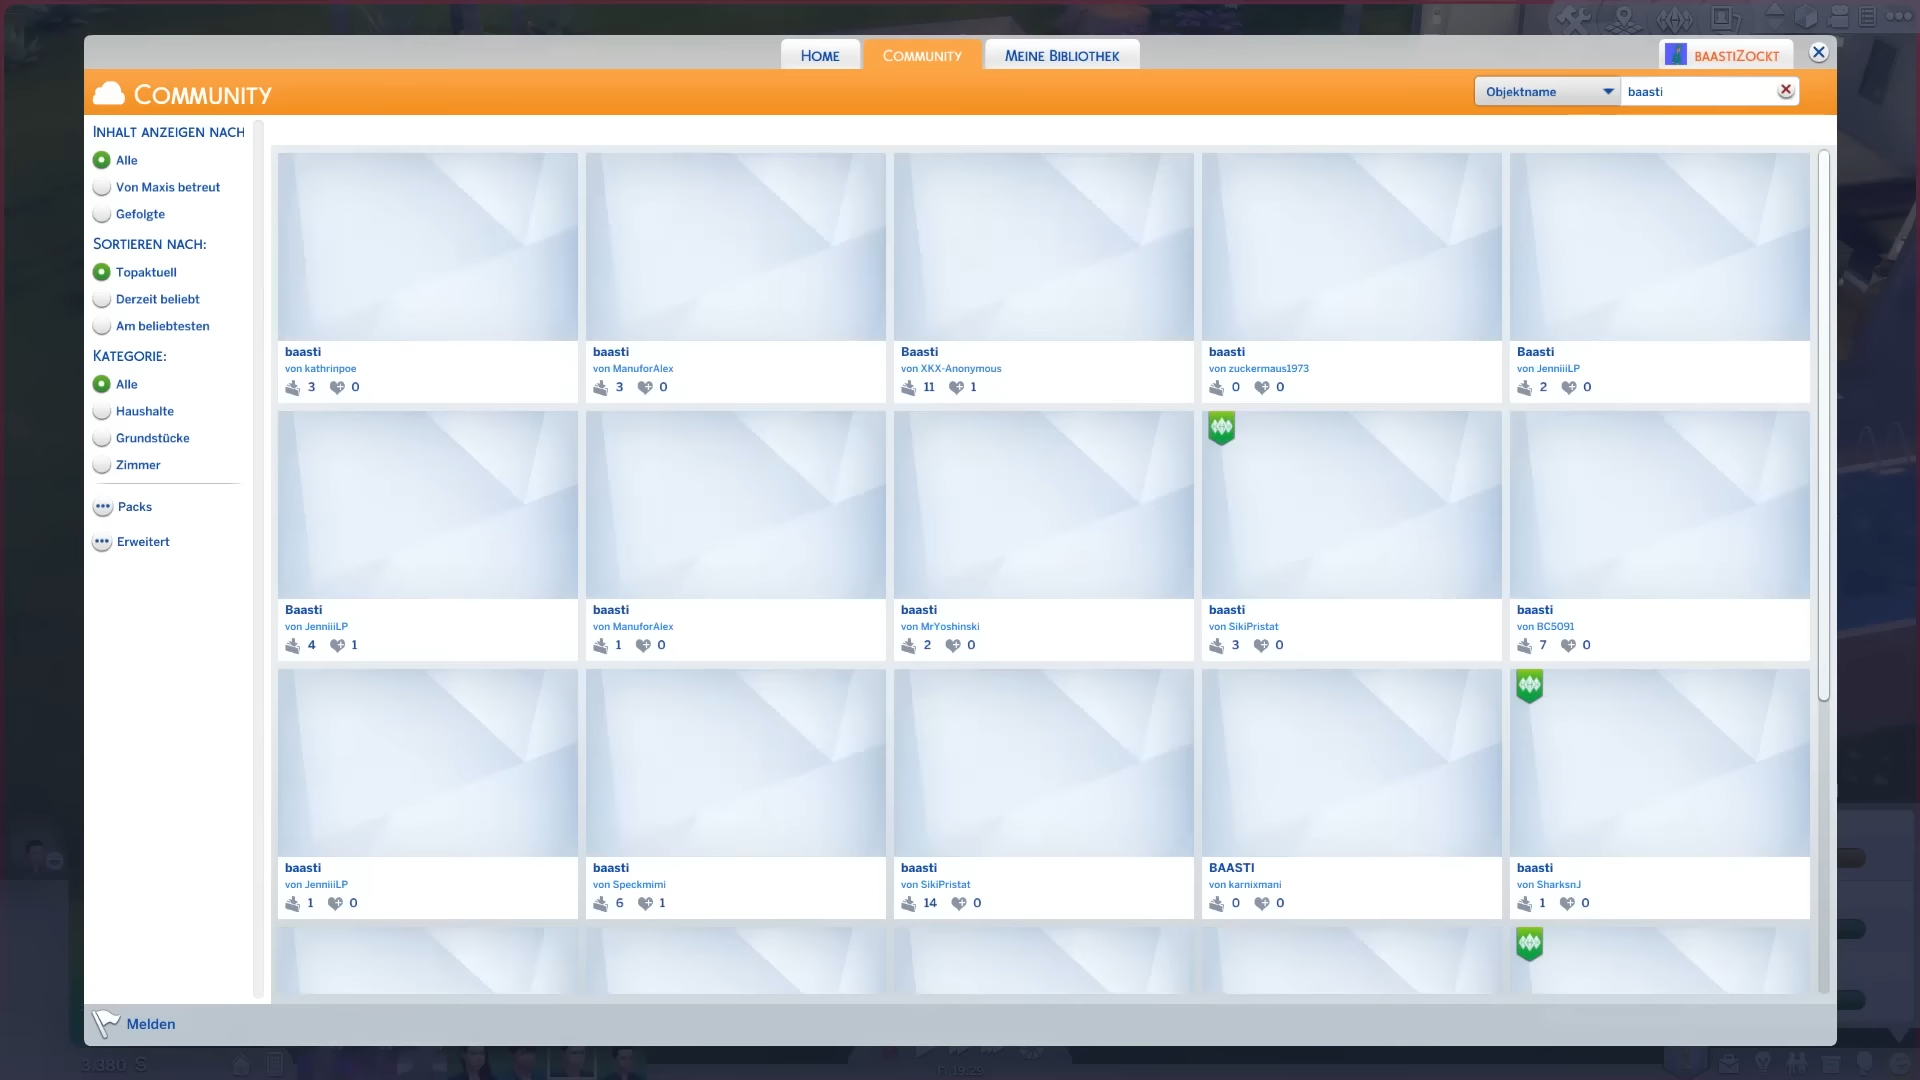 HOME
COMMUNITY
MEINE BIBLIOTHEK
BAASTIZOCKT
COMMUNITY
Objektname
baasti
INHALT ANZEIGEN NACH
Alle
Von Maxis betreut
Gefolgte
SORTIEREN NACH:
Topaktuell
Derzeit beliebt
Am beliebtesten
KATEGORIE:
Alle
Haushalte
Grundstücke
Zimmer
Packs
Erweitert
baasti
von kathrinpoe
3 0
baasti
von ManuforAlex
3 0
Baasti
von XKX-Anonymous
11 1
baasti
von zuckermaus1973
0 0
Baasti
von JenniiiLP
2 0
Baasti
von JenniiiLP
4 1
baasti
von ManuforAlex
1 0
baasti
von MrYoshinski
2 0
baasti
von SikiPristat
3 0
baasti
von BC5091
7 0
baasti
von JenniiiLP
1 0
baasti
von Speckmimi
6 1
baasti
von SikiPristat
14 0
BAASTI
von karnixmani
0 0
baasti
von SharksnJ
1 0
Melden
3.380 S
F. 19:29